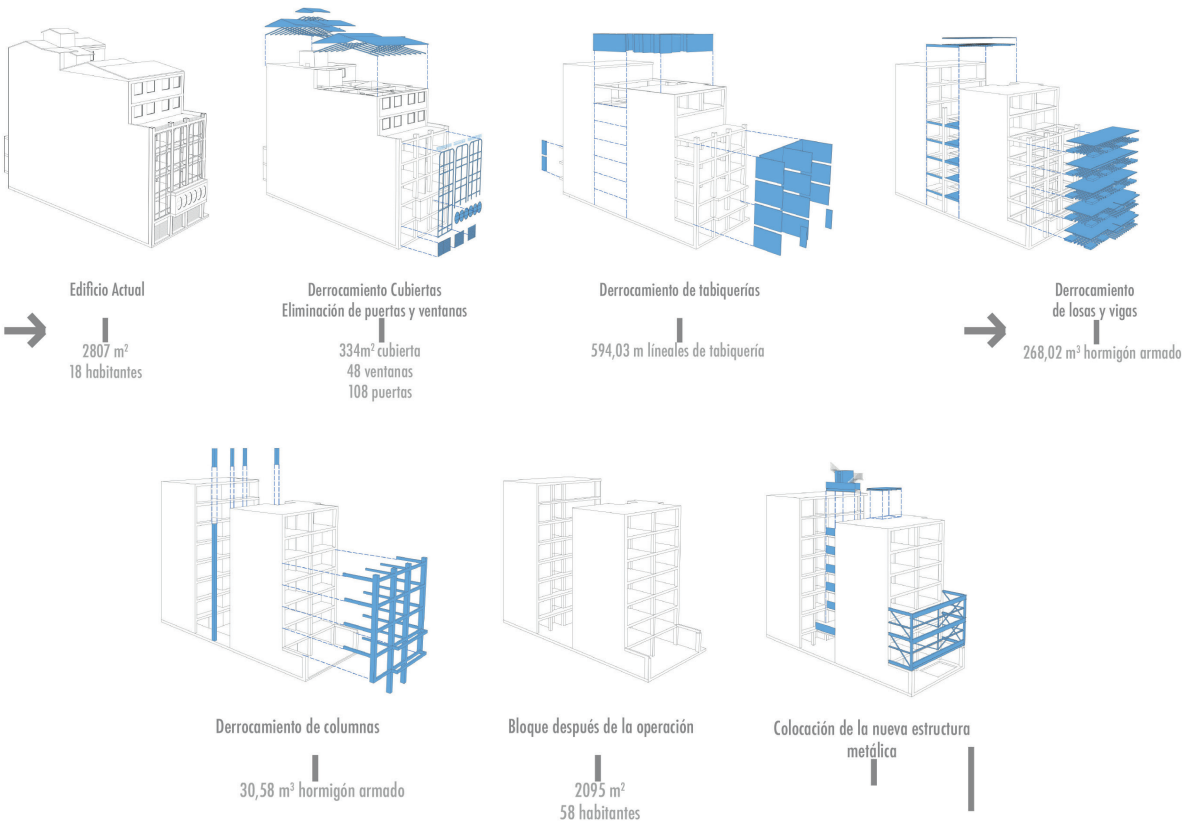 Edificio Actual
2807 m²
18 habitantes
Derrocamiento Cubiertas
Eliminación de puertas y ventanas
334m² cubierta
48 ventanas
108 puertas
Derrocamiento de tabiquerías
594,03 m líneales de tabiquería
Derrocamiento
de losas y vigas
268,02 m³ hormigón armado
Derrocamiento de columnas
30,58 m³ hormigón armado
Bloque después de la operación
2095 m²
58 habitantes
Colocación de la nueva estructura
metálica